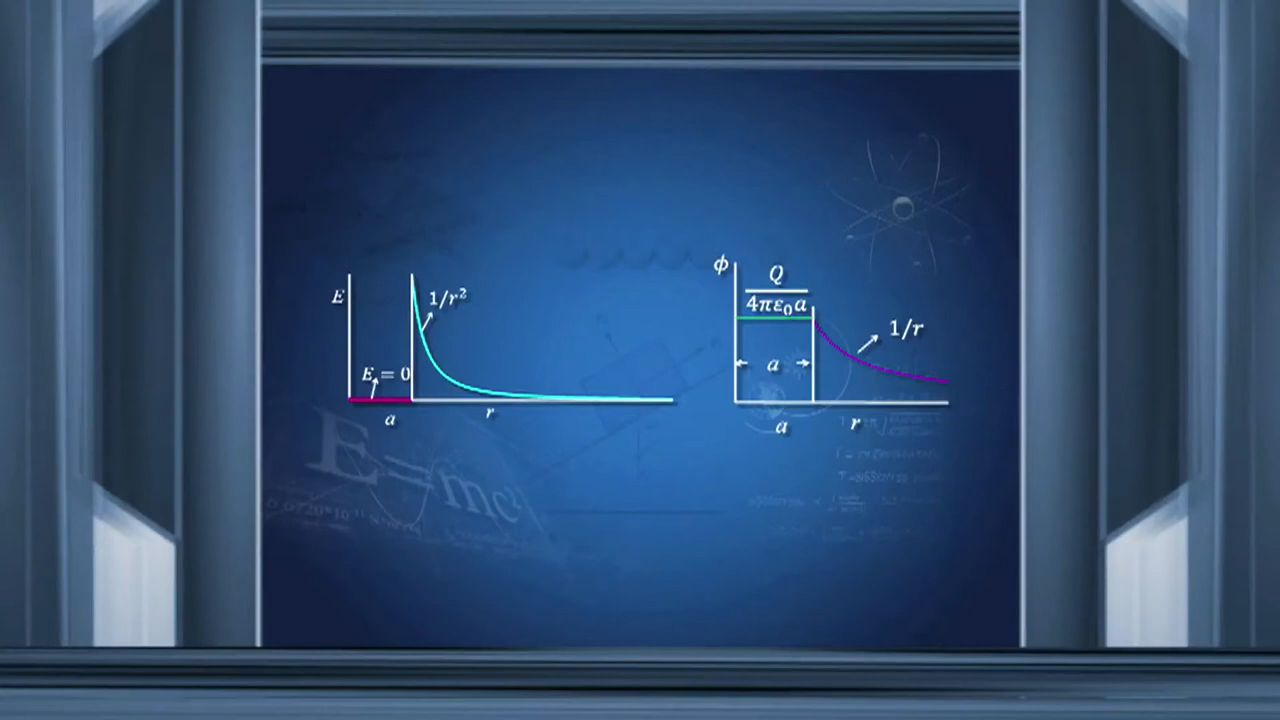 E
1/r²
E = 0
a
r
ϕ
Q
4πε₀a
1/r
a
a
r
E=mc²